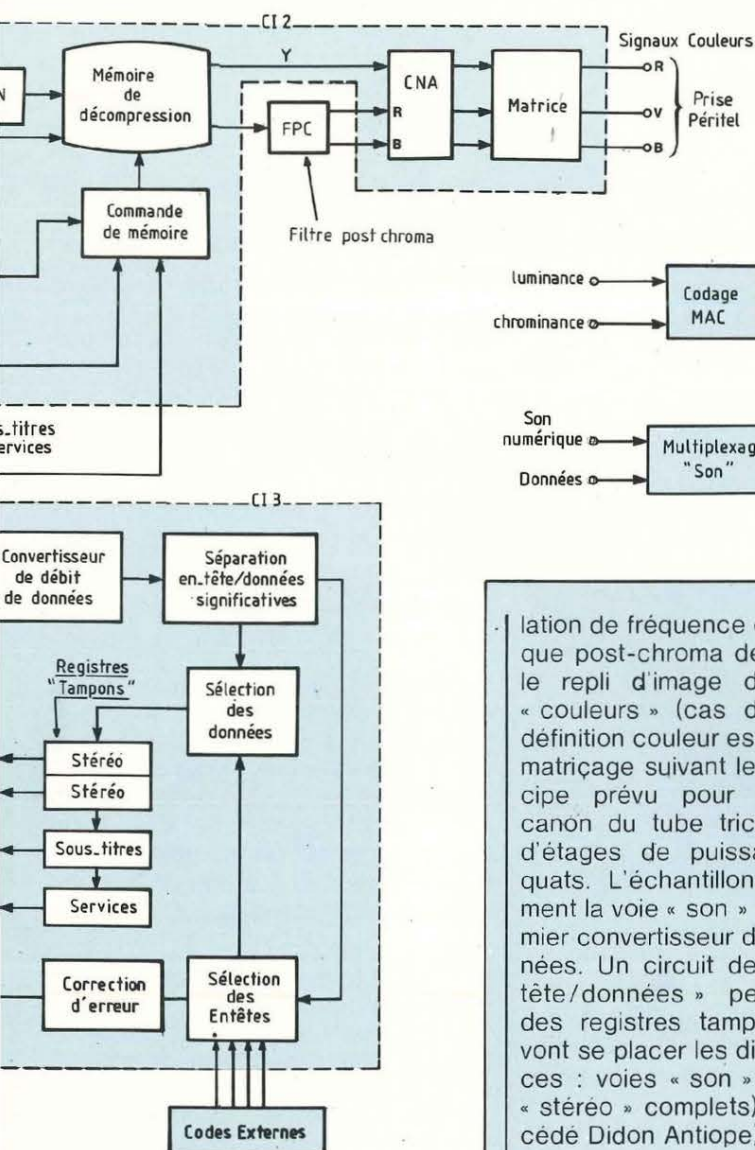 CI 2
Signaux Couleurs
N
Mémoire
de
décompression
Y
CNA
R
B
Matrice
R
V
B
Prise
Péritel
FPC
Commande
de mémoire
Filtre post chroma
luminance
chrominance
Codage
MAC
s_titres
ervices
Son
numérique
Données
Multiplexag
"Son"
CI 3
Convertisseur
de débit
de données
Séparation
en_tête/données
significatives
Registres
"Tampons"
Sélection
des
données
Stéréo
Stéréo
Sous_titres
Services
Correction
d'erreur
Sélection
des
Entêtes
Codes Externes
lation de fréquence
que post-chroma de
le repli d'image d
« couleurs » (cas d
définition couleur es
matriçage suivant le
cipe prévu pour
canon du tube tric
d'étages de puissa
quats. L'échantillon
ment la voie « son »
mier convertisseur d
nées. Un circuit de
tête/données » pe
des registres tamp
vont se placer les di
ces : voies « son »
« stéréo » complets)
cédé Didon Antiope